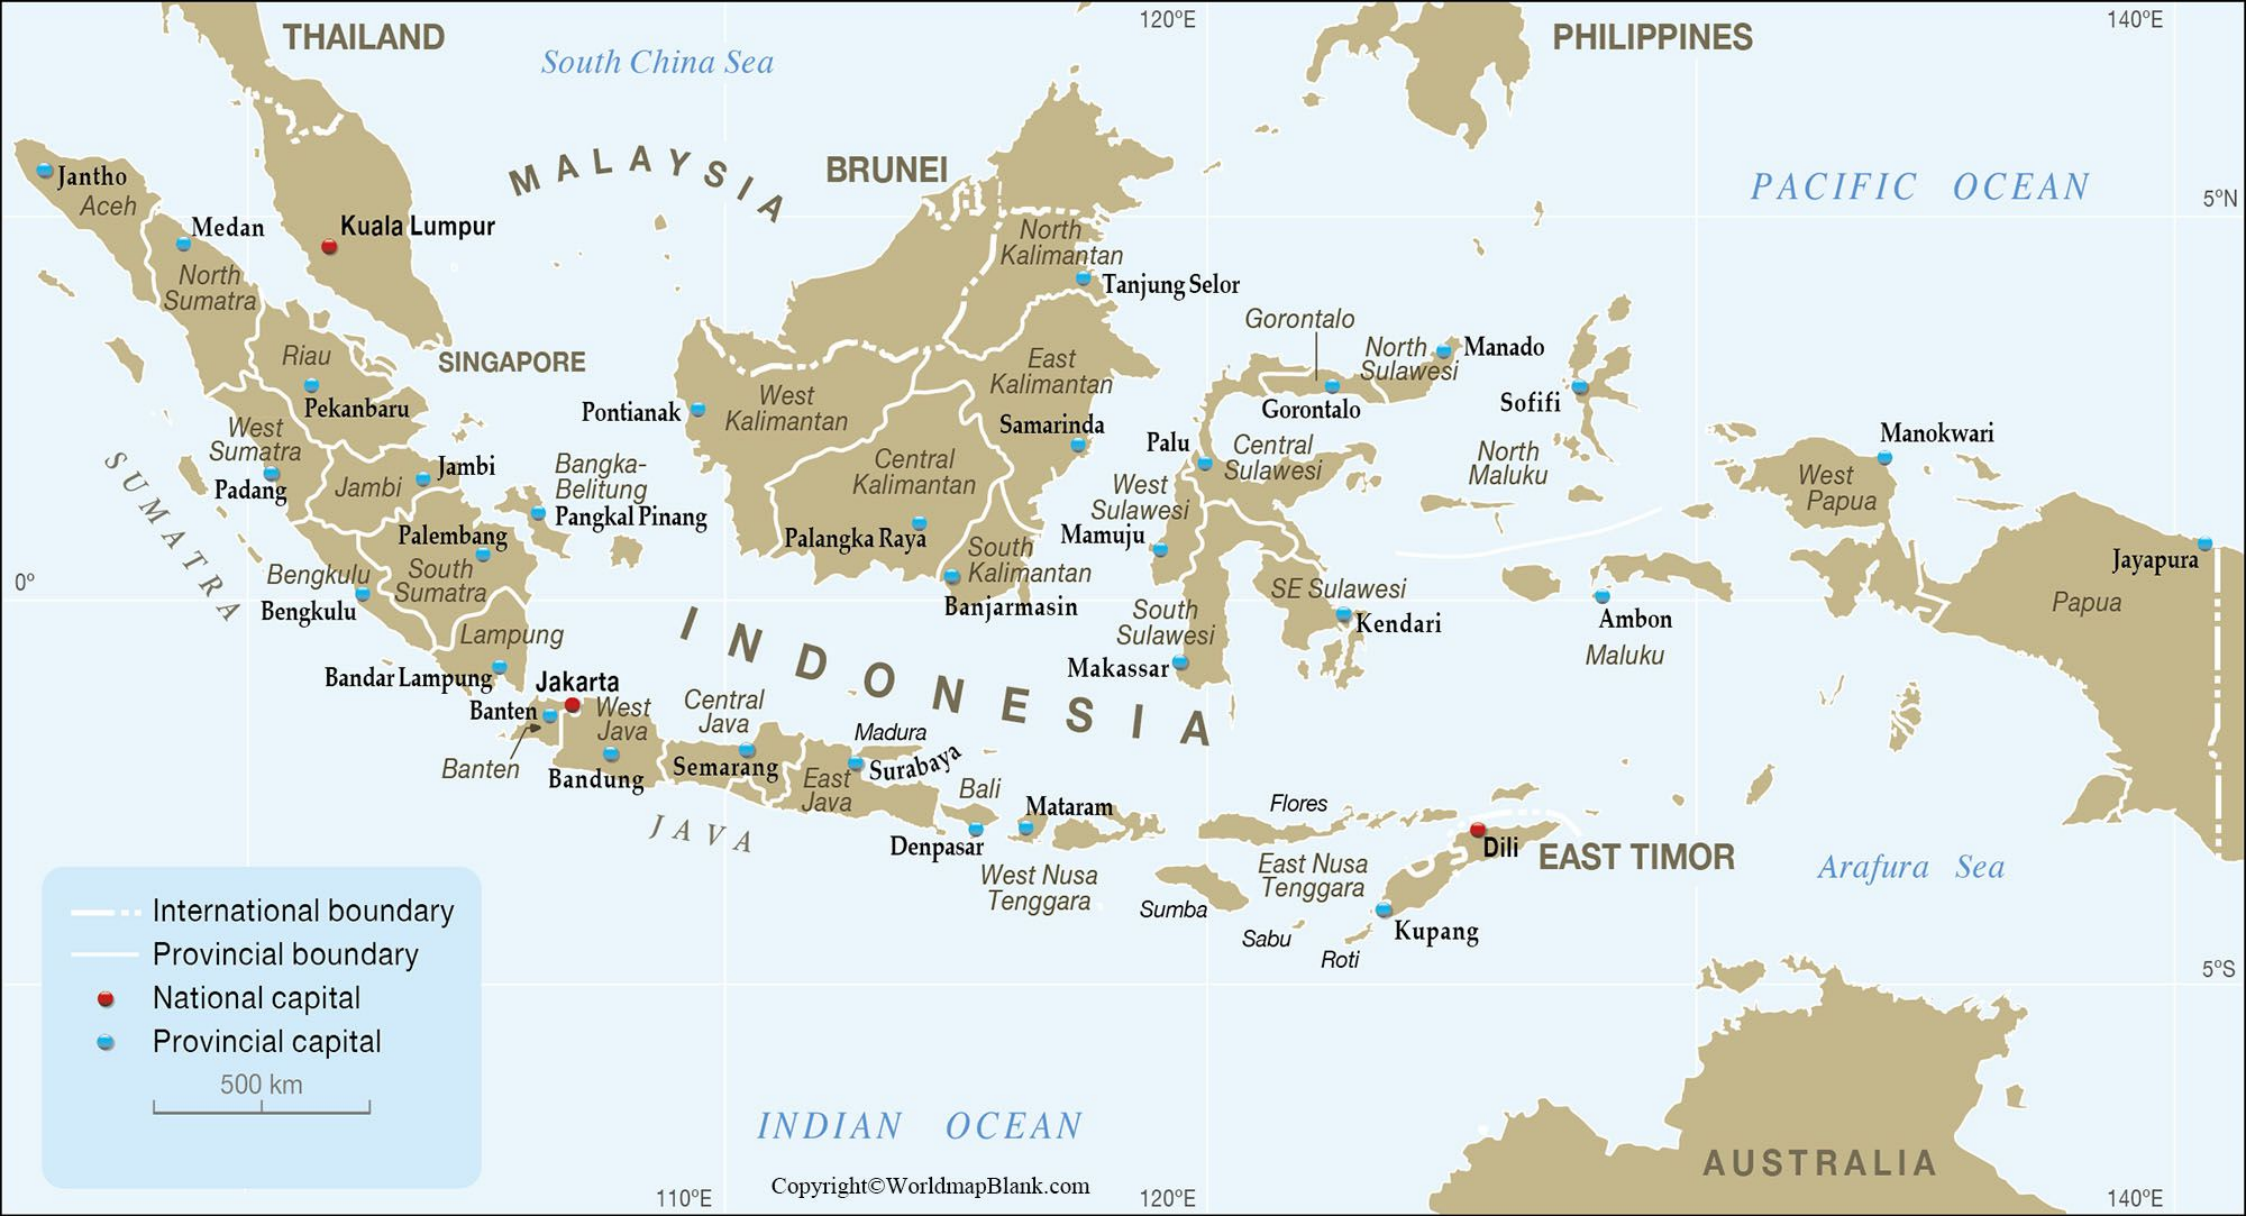 THAILAND
South China Sea
120°E
PHILIPPINES
140°E
MALAYSIA
BRUNEI
PACIFIC OCEAN
5°N
Jantho
Aceh
Medan
Kuala Lumpur
North
Sumatra
North
Kalimantan
Tanjung Selor
Gorontalo
Riau
SINGAPORE
East
Kalimantan
North
Sulawesi
Manado
Pekanbaru
Pontianak
West
Kalimantan
Gorontalo
Sofifi
West
Sumatra
Samarinda
Palu
Central
Sulawesi
North
Maluku
Manokwari
SUMATRA
Padang
Jambi
Jambi
Bangka-
Belitung
Pangkal Pinang
Central
Kalimantan
West
Sulawesi
West
Papua
Palembang
Palangka Raya
Mamuju
Jayapura
0°
Bengkulu
Bengkulu
South
Sumatra
South
Kalimantan
Banjarmasin
SE Sulawesi
Kendari
Ambon
Maluku
Papua
Lampung
INDONESIA
South
Sulawesi
Makassar
Bandar Lampung
Jakarta
Banten
West
Java
Central
Java
Madura
Banten
Bandung
Semarang
East
Java
Surabaya
JAVA
Bali
Mataram
Denpasar
Flores
Dili
EAST TIMOR
Arafura Sea
West Nusa
Tenggara
East Nusa
Tenggara
Sumba
Sabu
Roti
Kupang
5°S
International boundary
Provincial boundary
National capital
Provincial capital
500 km
INDIAN OCEAN
AUSTRALIA
110°E
Copyright©WorldmapBlank.com
120°E
140°E